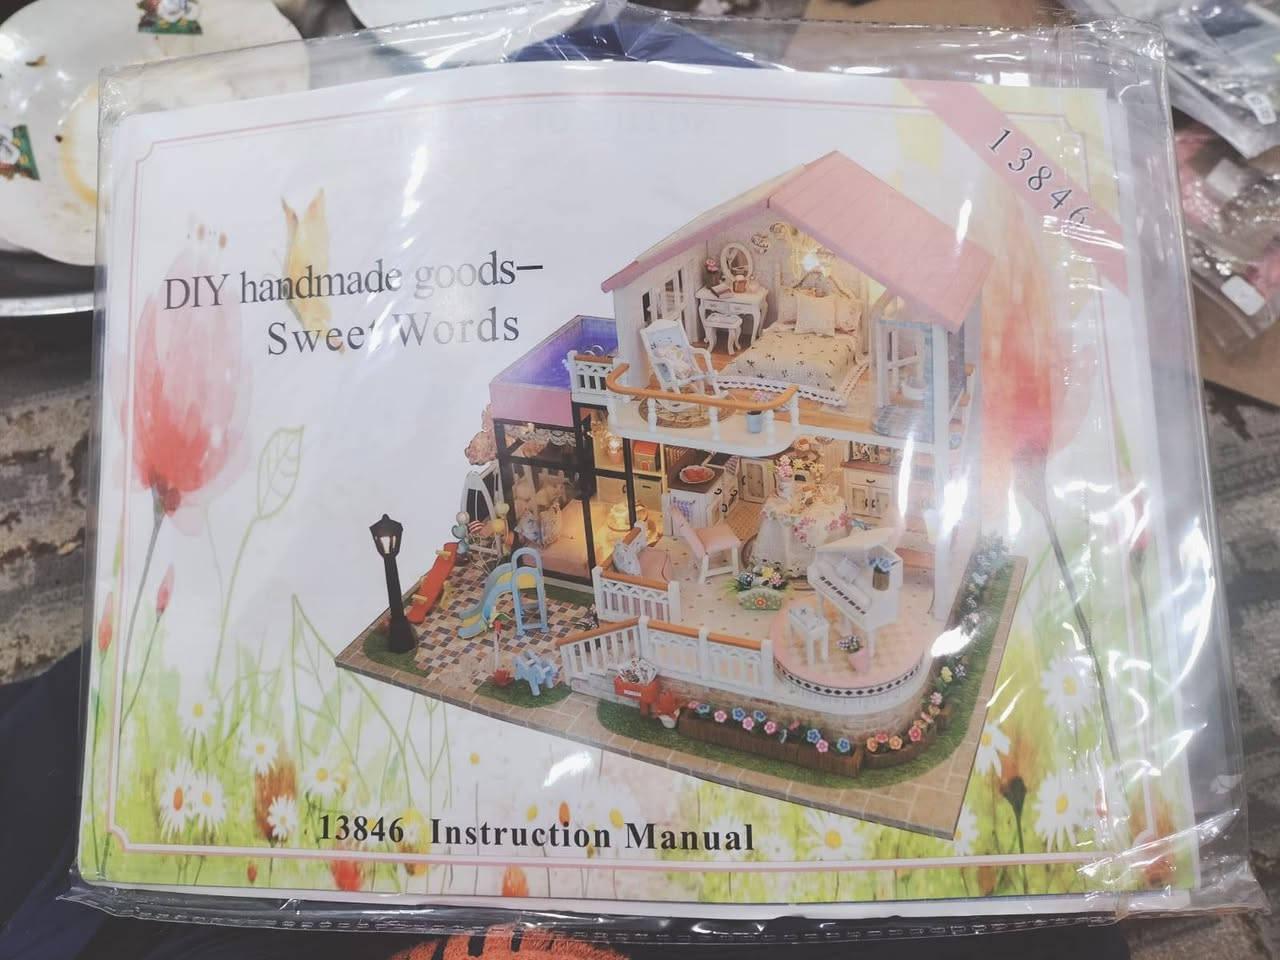 13846
DIY handmade goods—
Sweet Words
13846 Instruction Manual